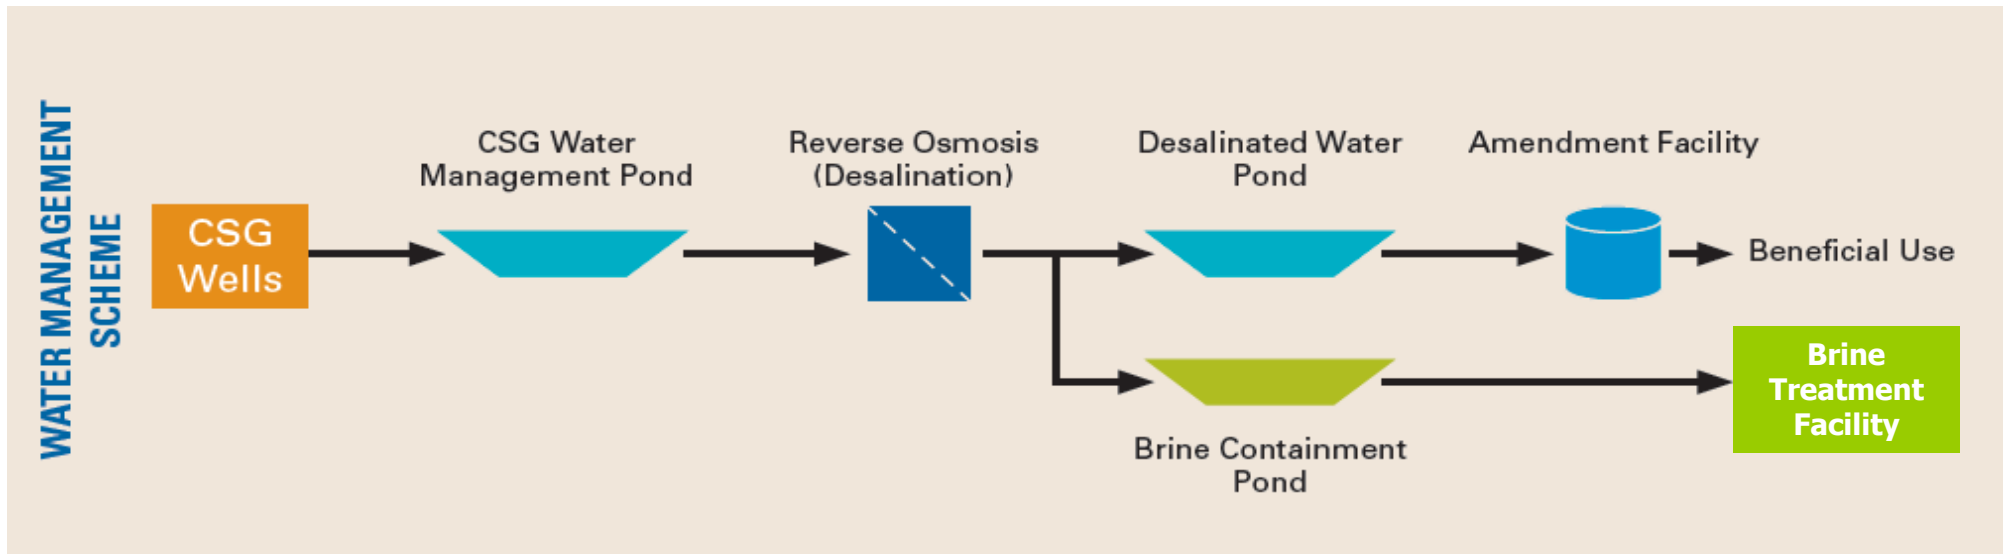 WATER MANAGEMENT
SCHEME
CSG
Wells
CSG Water
Management Pond
Reverse Osmosis
(Desalination)
Desalinated Water
Pond
Amendment Facility
Beneficial Use
Brine Containment
Pond
Brine
Treatment
Facility